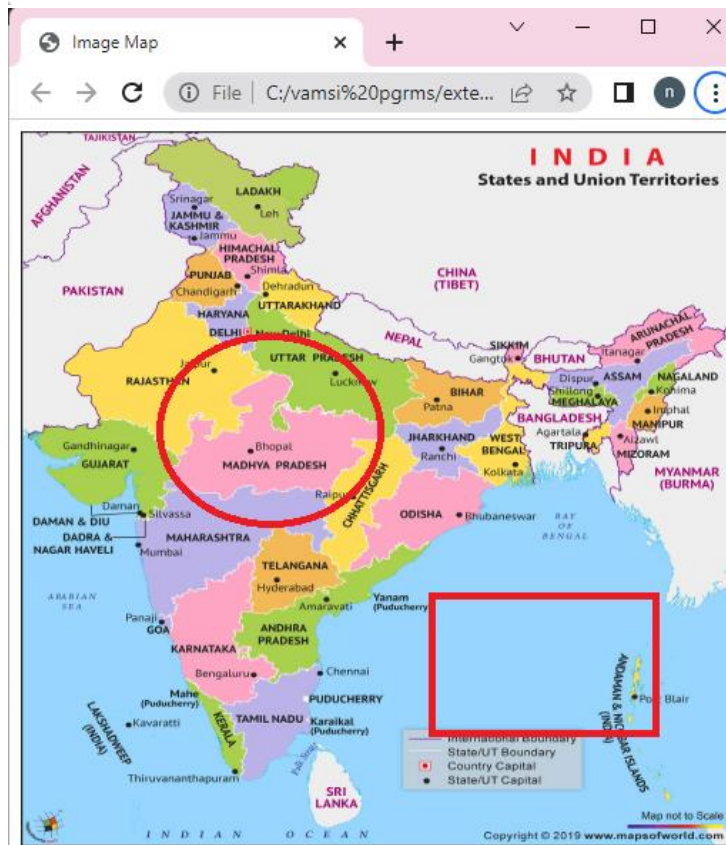 Image Map
File C:/vamsi%20pgrms/exte...
n
INDIA
States and Union Territories
TAJIKISTAN
AFGHANISTAN
PAKISTAN
CHINA
(TIBET)
NEPAL
BHUTAN
BANGLADESH
MYANMAR
(BURMA)
SRI
LANKA
LADAKH
Leh
Srinagar
JAMMU &
KASHMIR
Jammu
HIMACHAL
PRADESH
Shimla
PUNJAB
Chandigarh
Dehradun
UTTARAKHAND
HARYANA
DELHI
New Delhi
RAJASTHAN
Jaipur
UTTAR PRADESH
Lucknow
BIHAR
Patna
SIKKIM
Gangtok
ARUNACHAL
PRADESH
Itanagar
Dispur
ASSAM
NAGALAND
Kohima
Shillong
MEGHALAYA
Imphal
MANIPUR
Agartala
TRIPURA
Aizawl
MIZORAM
Gandhinagar
GUJARAT
Bhopal
MADHYA PRADESH
JHARKHAND
Ranchi
WEST
BENGAL
Kolkata
Raipur
CHHATTISGARH
ODISHA
Bhubaneswar
Daman
DAMAN & DIU
Silvassa
DADRA &
NAGAR HAVELI
MAHARASHTRA
Mumbai
TELANGANA
Hyderabad
BAY
OF
BENGAL
ARABIAN
SEA
Amaravati
Yanam
(Puducherry)
Panaji
GOA
ANDHRA
PRADESH
KARNATAKA
Bengaluru
Chennai
Mahe
(Puducherry)
PUDUCHERRY
KERALA
TAMIL NADU
Karaikal
(Puducherry)
LAKSHADWEEP
(INDIA)
Kavaratti
Thiruvananthapuram
Palk Strait
ANDAMAN & NICOBAR ISLANDS
(INDIA)
Port Blair
International Boundary
State/UT Boundary
Country Capital
State/UT Capital
INDIAN OCEAN
Map not to Scale
Copyright © 2019 www.mapsofworld.com